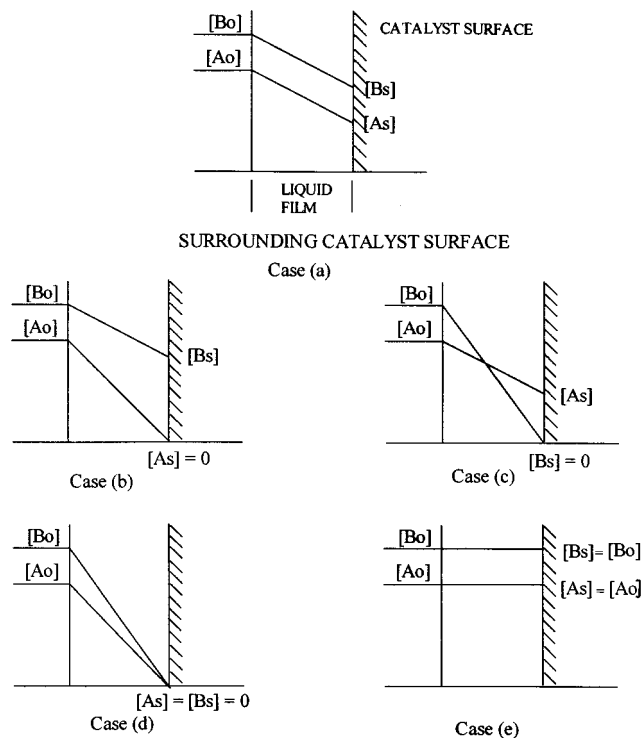 [Bo]
CATALYST SURFACE
[Ao]
[Bs]
[As]
LIQUID
FILM
SURROUNDING CATALYST SURFACE
Case (a)
[Bo]
[Ao]
[Bs]
[As] = 0
Case (b)
[Bo]
[Ao]
[As]
[Bs] = 0
Case (c)
[Bo]
[Ao]
[As] = [Bs] = 0
Case (d)
[Bo]
[Bs] = [Bo]
[Ao]
[As] = [Ao]
Case (e)